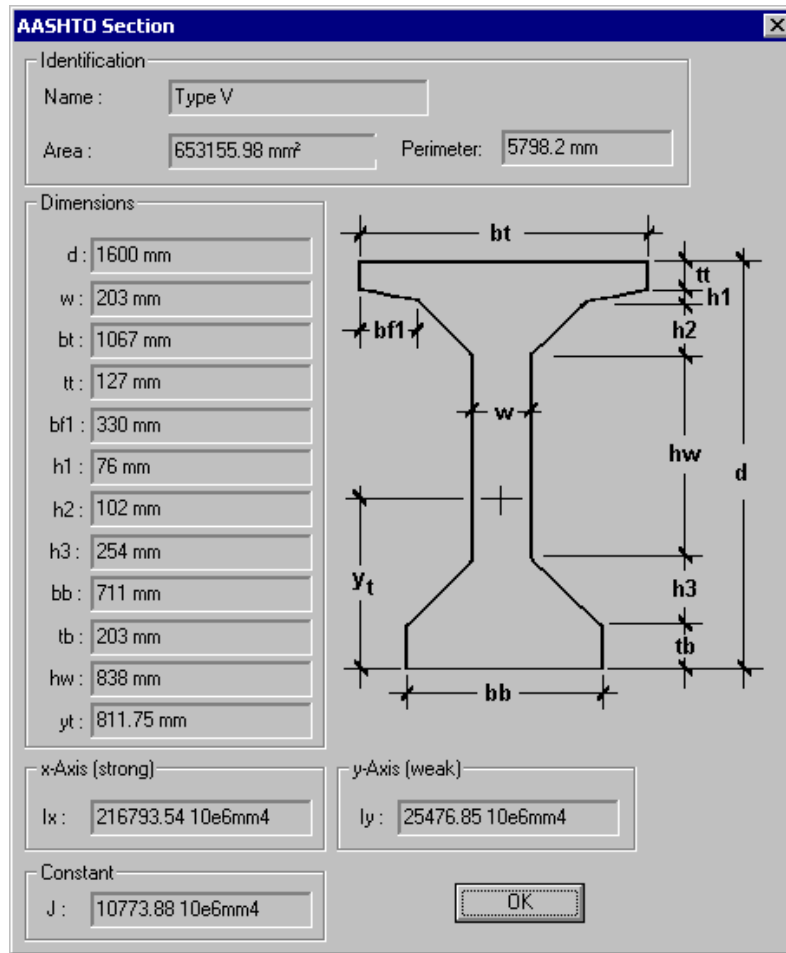 AASHTO Section
Identification
Name : Type V
Area : 653155.98 mm² Perimeter: 5798.2 mm
Dimensions
d : 1600 mm
w : 203 mm
bt : 1067 mm
tt : 127 mm
bf1 : 330 mm
h1 : 76 mm
h2 : 102 mm
h3 : 254 mm
bb : 711 mm
tb : 203 mm
hw : 838 mm
yt : 811.75 mm
bt
tt
h1
bf1
h2
w
hw
d
yt
h3
tb
bb
x-Axis (strong)
Ix : 216793.54 10e6mm4
y-Axis (weak)
Iy : 25476.85 10e6mm4
Constant
J : 10773.88 10e6mm4
OK